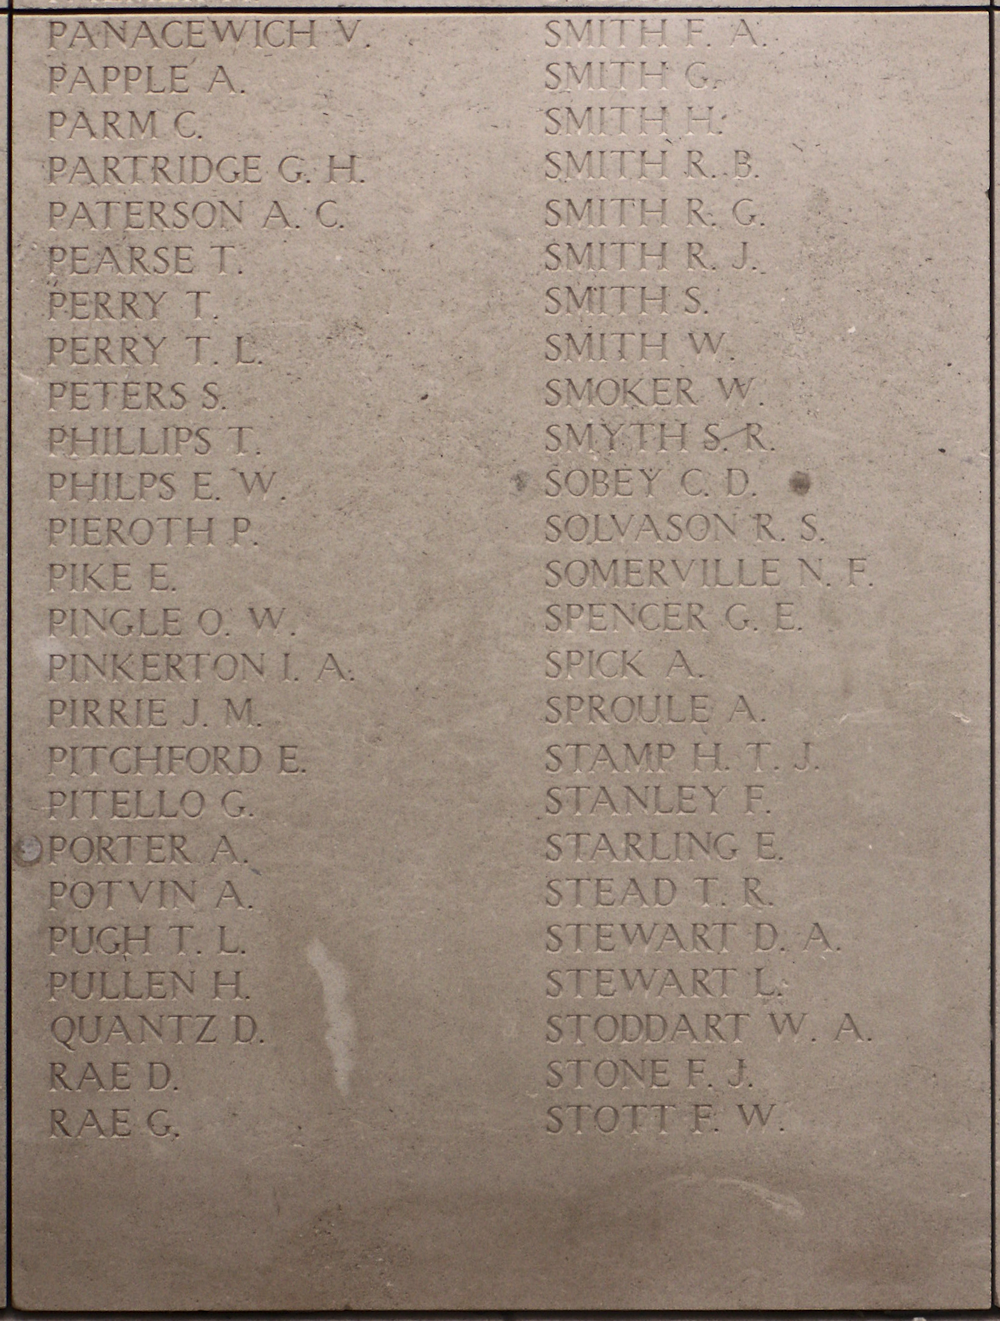 PANACEWICH V.
PAPPLE A.
PARM C.
PARTRIDGE G. H.
PATERSON A. C.
PEARSE T.
PERRY T.
PERRY T. L.
PETERS S.
PHILLIPS T.
PHILPS E. W.
PIEROTH P.
PIKE E.
PINGLE O. W.
PINKERTON I. A.
PIRRIE J. M.
PITCHFORD E.
PITELLO G.
PORTER A.
POTVIN A.
PUGH T. L.
PULLEN H.
QUANTZ D.
RAE D.
RAE G.
SMITH F. A.
SMITH G.
SMITH H.
SMITH R. B.
SMITH R. G.
SMITH R. J.
SMITH S.
SMITH W.
SMOKER W.
SMYTH S. R.
SOBEY C. D.
SOLVASON R. S.
SOMERVILLE N. F.
SPENCER G. E.
SPICK A.
SPROULE A.
STAMP H. T. J.
STANLEY F.
STARLING E.
STEAD T. R.
STEWART D. A.
STEWART L.
STODDART W. A.
STONE F. J.
STOTT F. W.